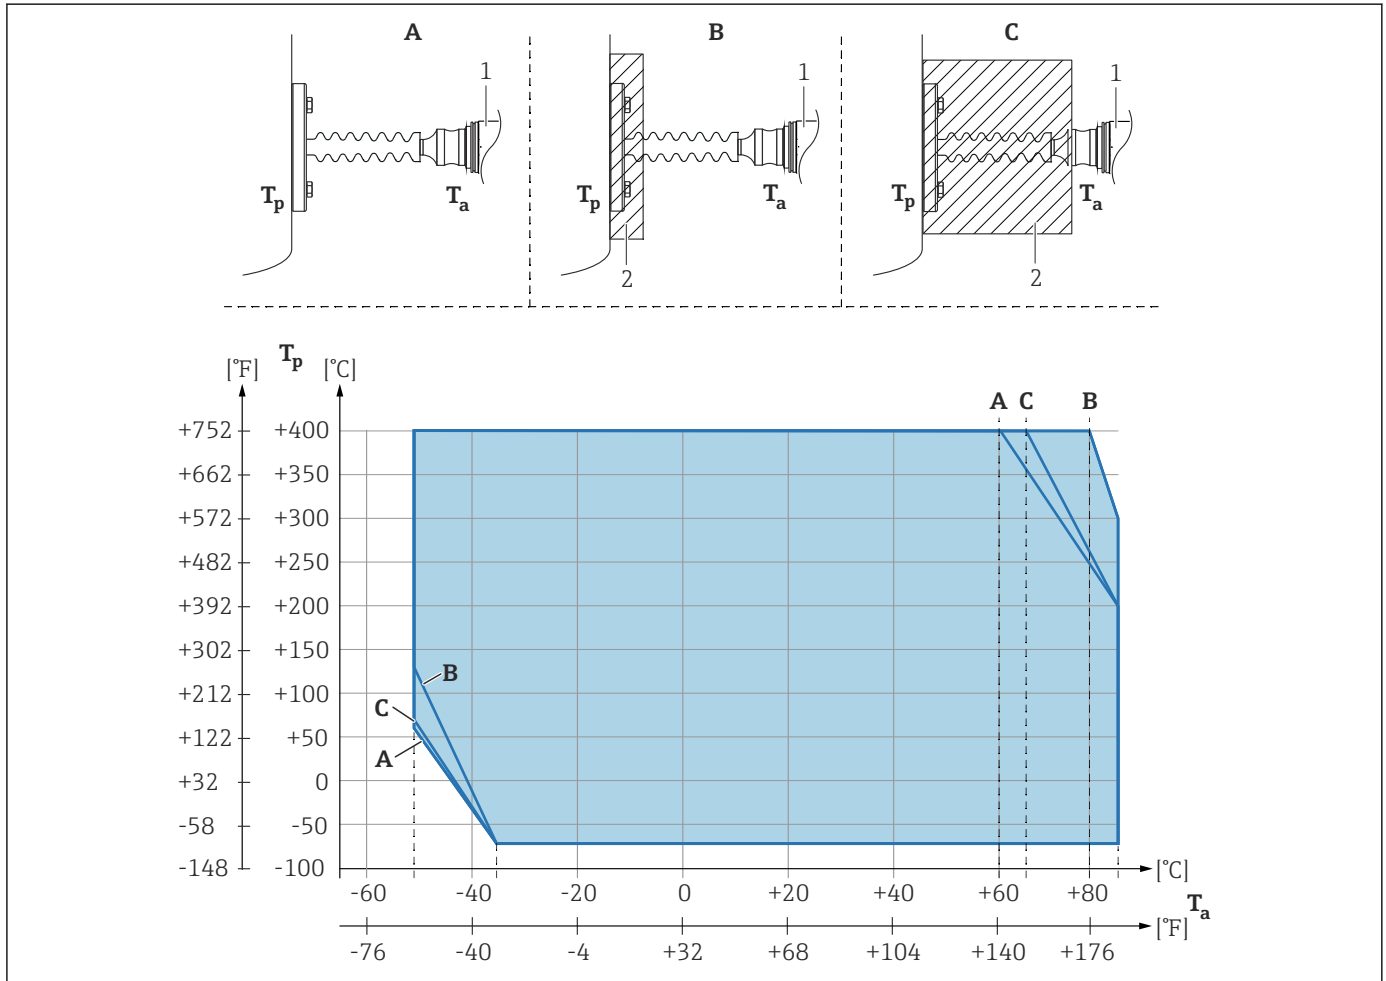 A B C
1 1 1
Tp Ta Tp Ta Tp Ta
2 2
Tp
[°F] [°C]
A C B
+752 +400
+662 +350
+572 +300
+482 +250
+392 +200
+302 +150
B
+212 +100
C
+122 +50
A
+32 0
-58 -50
-148 -100
[°C]
-60 -40 -20 0 +20 +40 +60 +80
Ta
[°F]
-76 -40 -4 +32 +68 +104 +140 +176